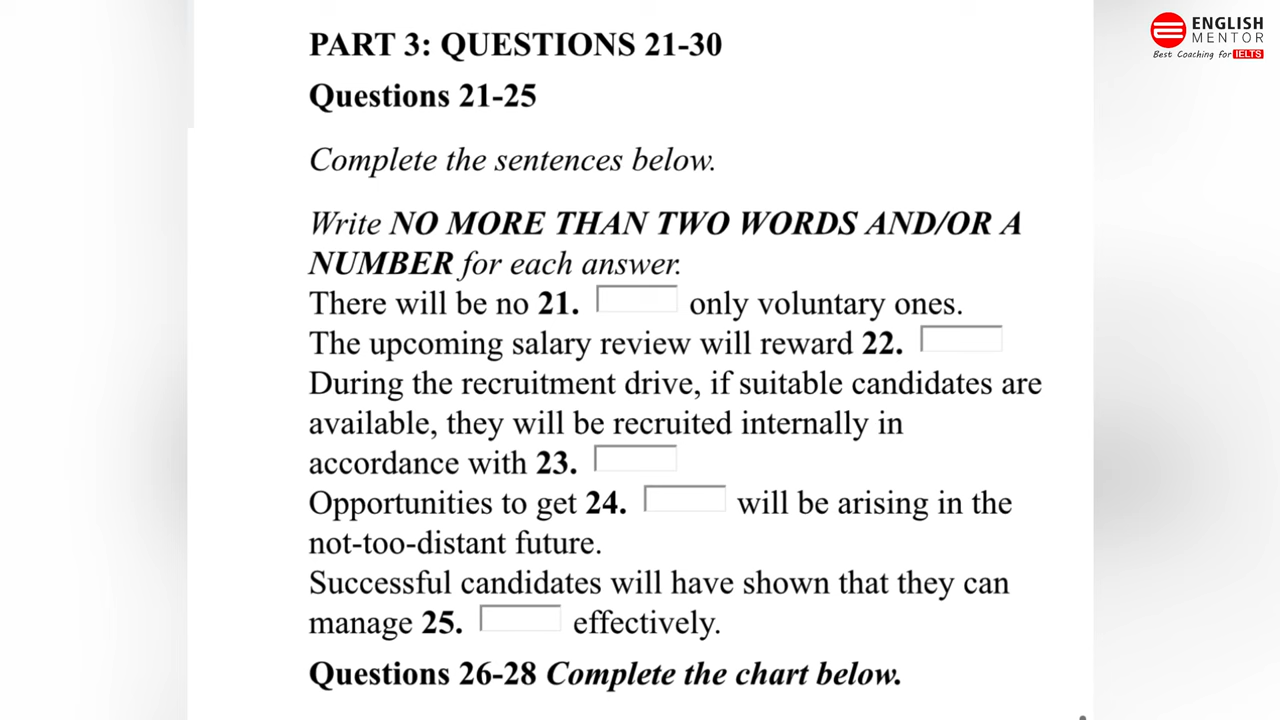 ENGLISH
MENTOR
Best Coaching for IELTS
PART 3: QUESTIONS 21-30
Questions 21-25
Complete the sentences below.
Write NO MORE THAN TWO WORDS AND/OR A
NUMBER for each answer.
There will be no 21. only voluntary ones.
The upcoming salary review will reward 22.
During the recruitment drive, if suitable candidates are
available, they will be recruited internally in
accordance with 23.
Opportunities to get 24. will be arising in the
not-too-distant future.
Successful candidates will have shown that they can
manage 25. effectively.
Questions 26-28 Complete the chart below.